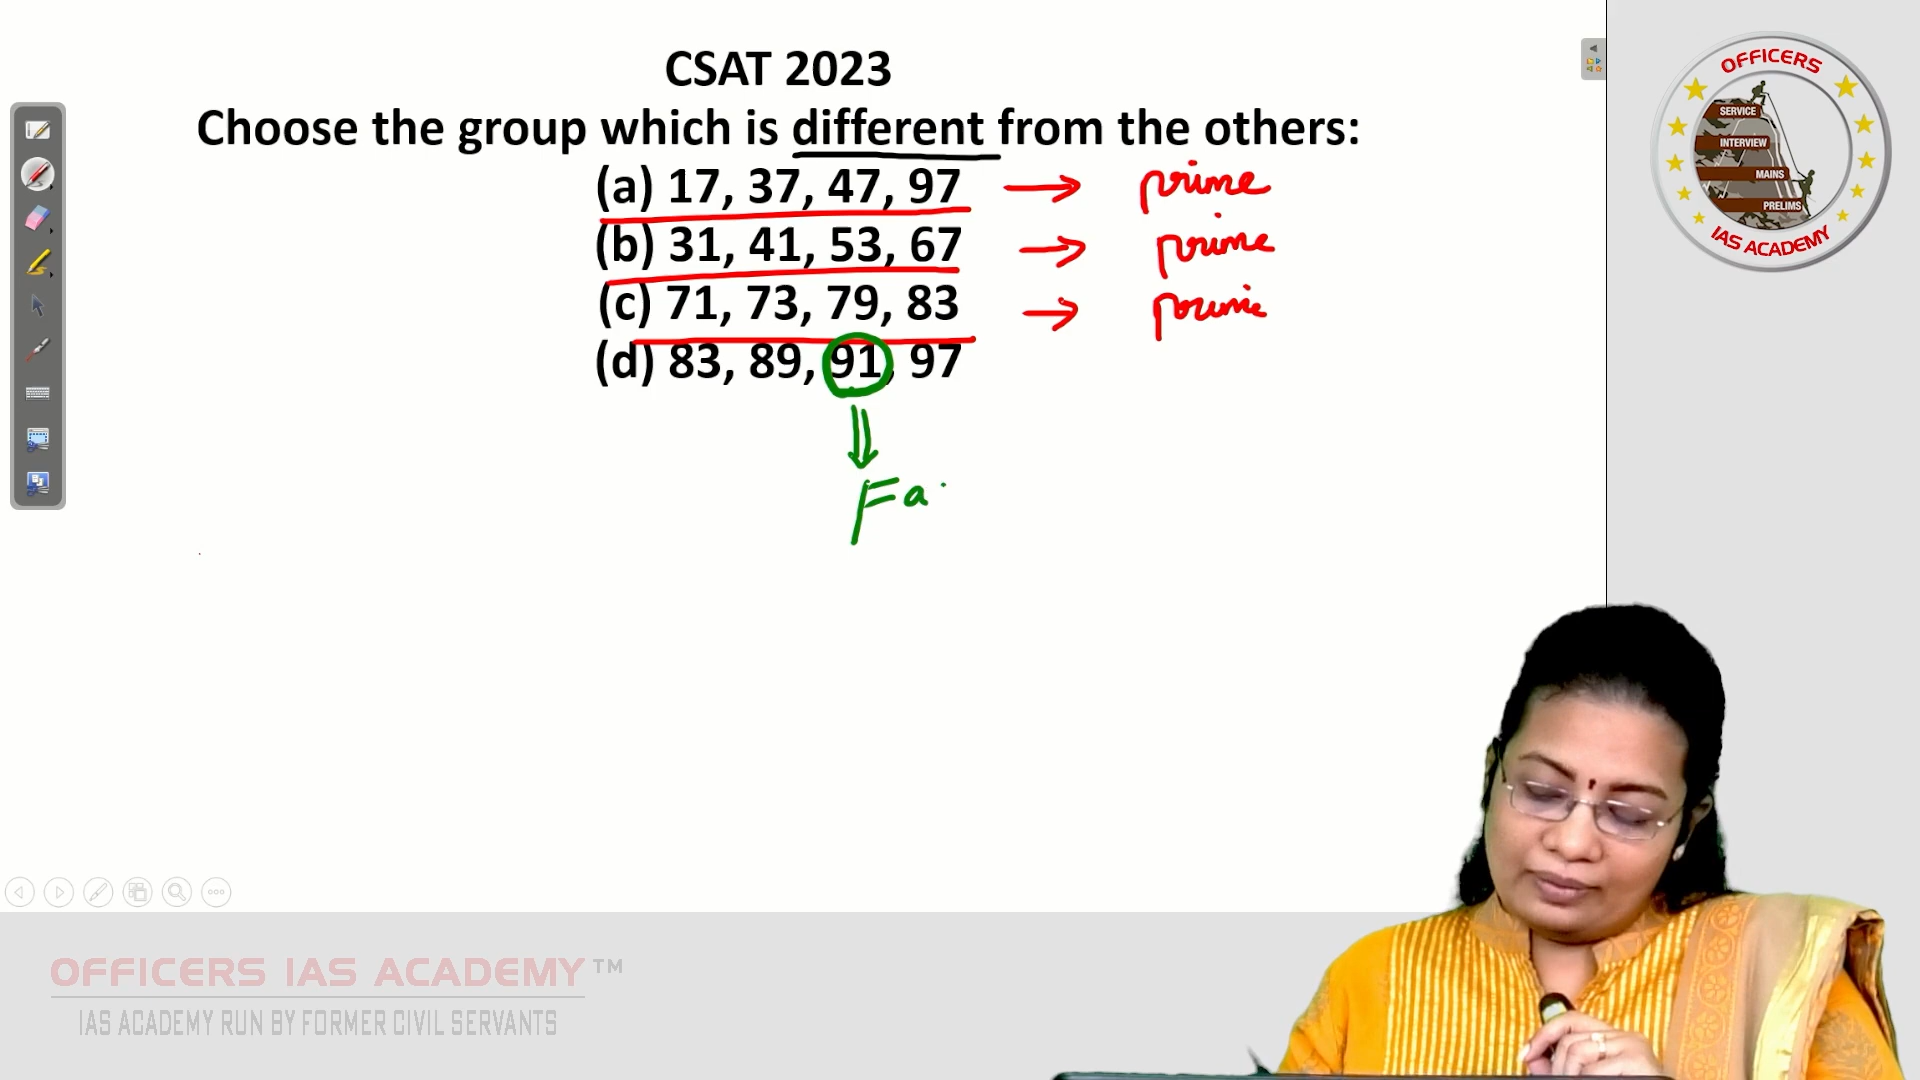 CSAT 2023
Choose the group which is different from the others:
(a) 17, 37, 47, 97 → prime
(b) 31, 41, 53, 67 → prime
(c) 71, 73, 79, 83 → prime
(d) 83, 89, 91, 97
Fa
OFFICERS
SERVICE
INTERVIEW
MAINS
PRELIMS
IAS ACADEMY
OFFICERS IAS ACADEMY™
IAS ACADEMY RUN BY FORMER CIVIL SERVANTS